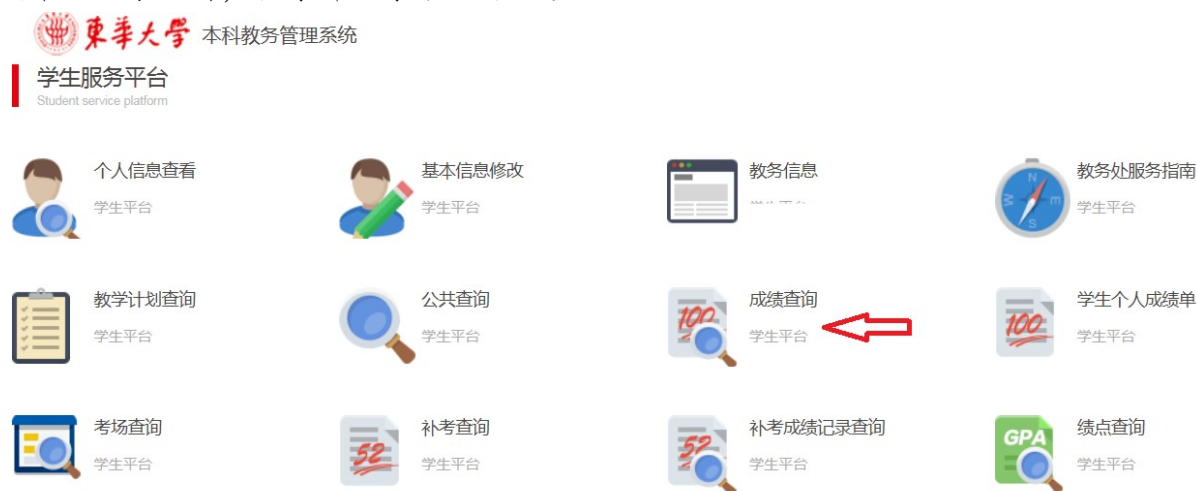 東華大學 本科教务管理系统
学生服务平台
Student service platform
个人信息查看 基本信息修改 教务信息 教务处服务指南
学生平台 学生平台 学生平台
N
W E
S
教学计划查询 公共查询 成绩查询 学生个人成绩单
100 100
学生平台 学生平台 学生平台 学生平台
考场查询 补考查询 补考成绩记录查询 绩点查询
52 52 GPA
学生平台 学生平台 学生平台 学生平台